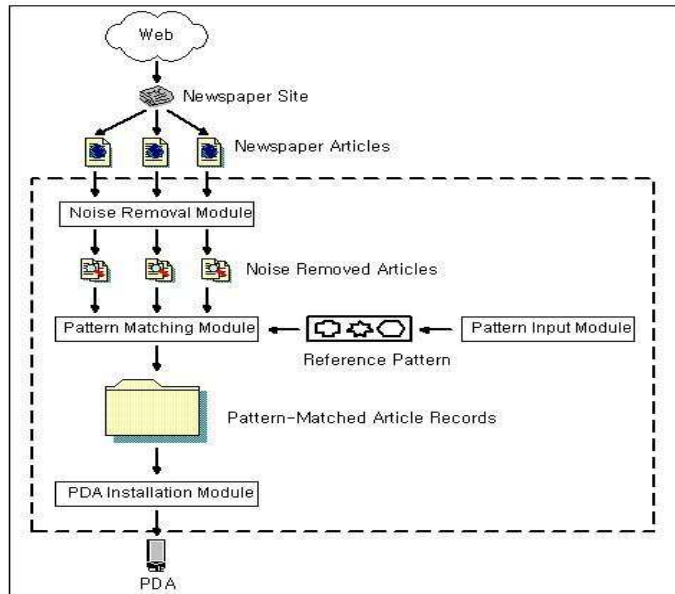 Web
Newspaper Site
Newspaper Articles
Noise Removal Module
Noise Removed Articles
Pattern Matching Module
Pattern Input Module
Reference Pattern
Pattern-Matched Article Records
PDA Installation Module
PDA